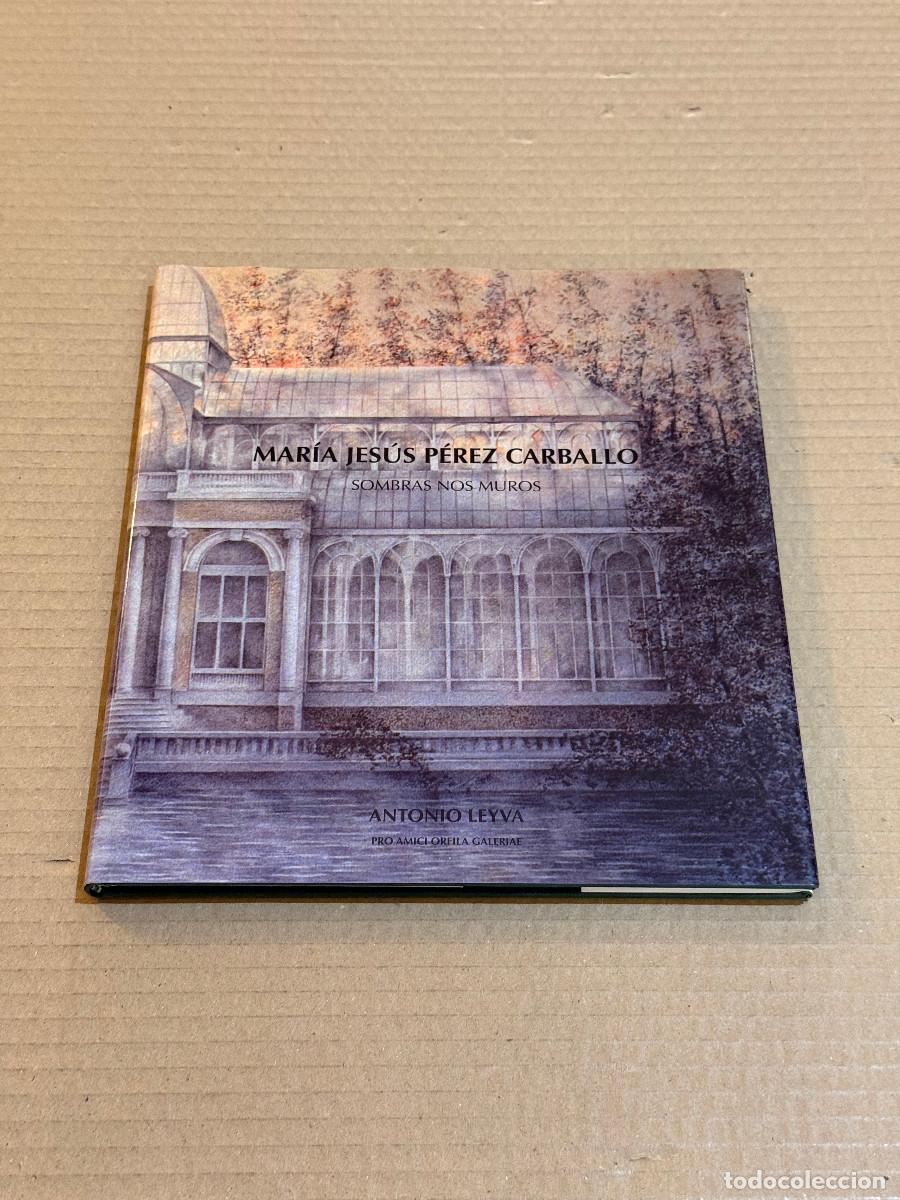 MARÍA JESÚS PÉREZ CARBALLO
SOMBRAS NOS MUROS
ANTONIO LEYVA
PRO AMICI ORFILA GALERIAE
todocoleccion